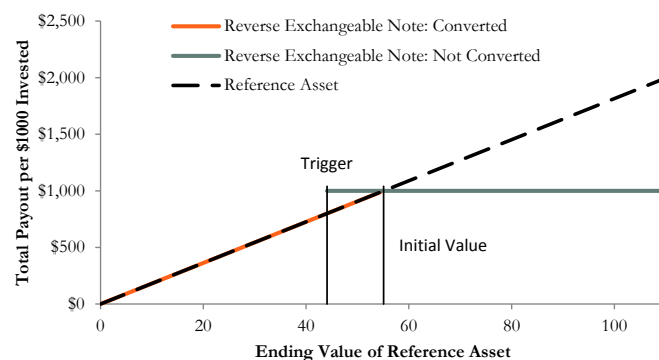 $2,500
$2,000
$1,500
$1,000
$500
$0
Total Payout per $1000 Invested
Reverse Exchangeable Note: Converted
Reverse Exchangeable Note: Not Converted
Reference Asset
Trigger
Initial Value
0 20 40 60 80 100
Ending Value of Reference Asset